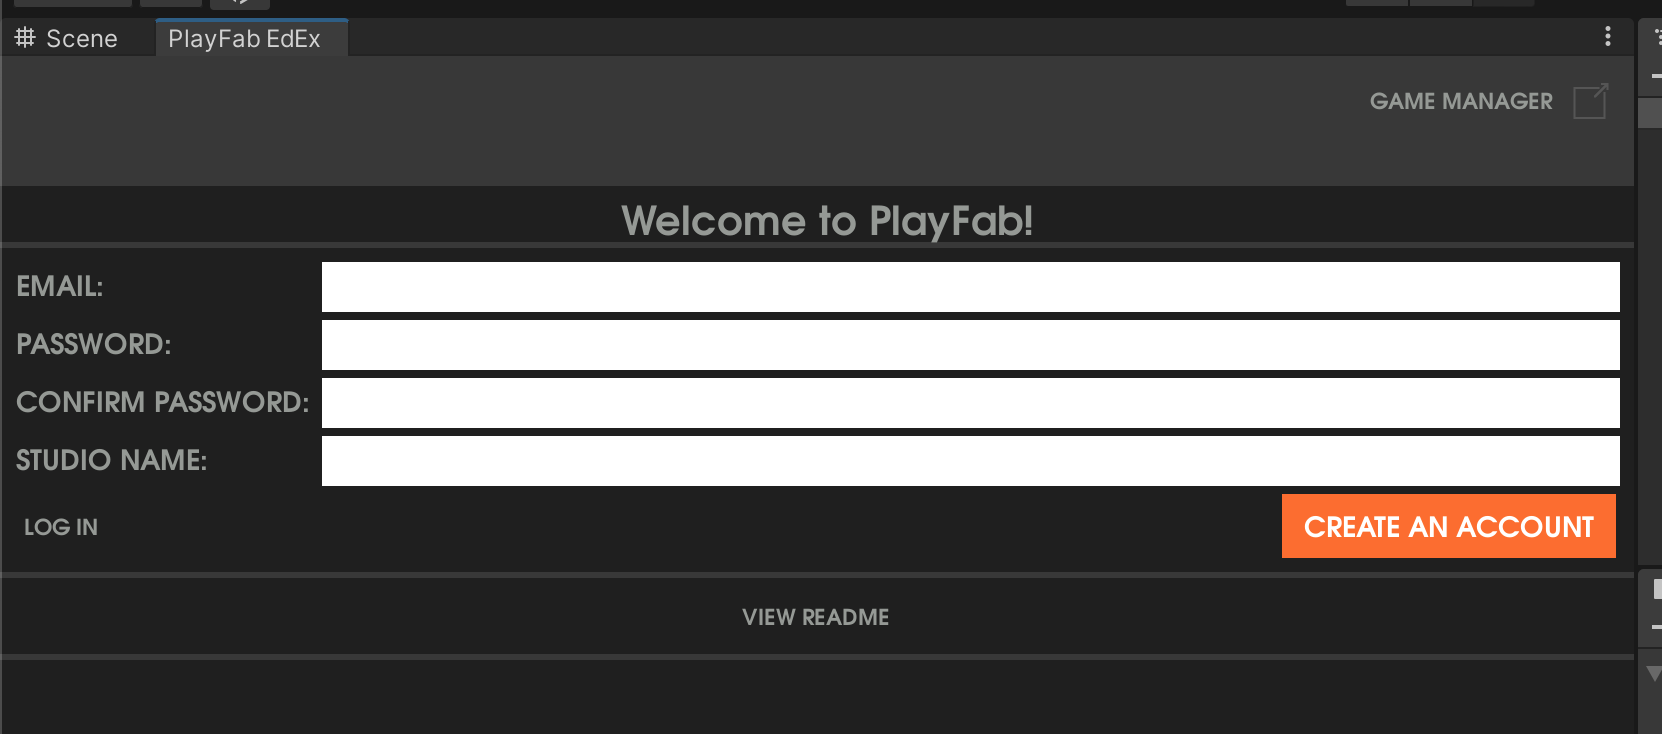 Scene
PlayFab EdEx
GAME MANAGER
Welcome to PlayFab!
EMAIL:
PASSWORD:
CONFIRM PASSWORD:
STUDIO NAME:
LOG IN
CREATE AN ACCOUNT
VIEW README